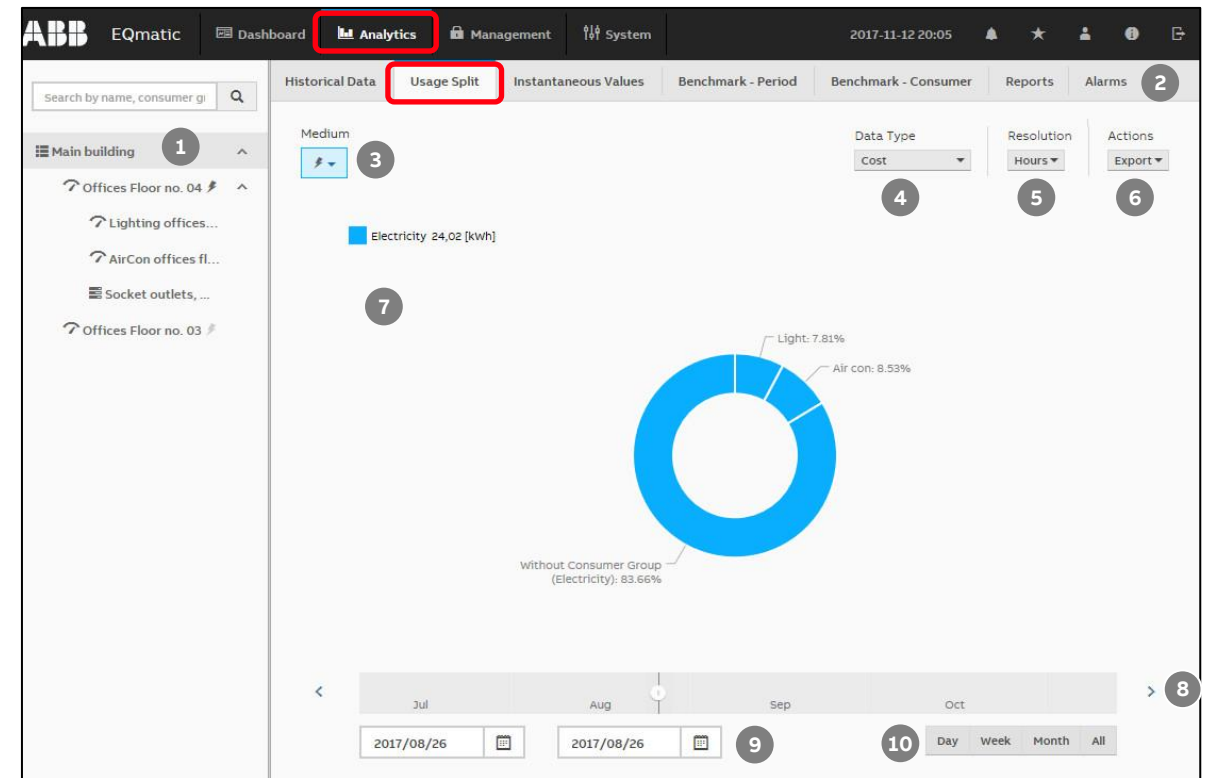 ABB EQmatic Dashboard Analytics Management System 2017-11-12 20:05
Historical Data Usage Split Instantaneous Values Benchmark - Period Benchmark - Consumer Reports Alarms 2
Search by name, consumer gr
Main building 1
Offices Floor no. 04
Lighting offices...
AirCon offices fl...
Socket outlets, ...
Offices Floor no. 03
Medium
3
Data Type
Cost
4
Resolution
Hours
5
Actions
Export
6
Electricity 24,02 [kWh]
7
Light: 7.81%
Air con: 8.53%
Without Consumer Group
(Electricity): 83.66%
Jul Aug Sep Oct
8
2017/08/26 2017/08/26 9
10 Day Week Month All